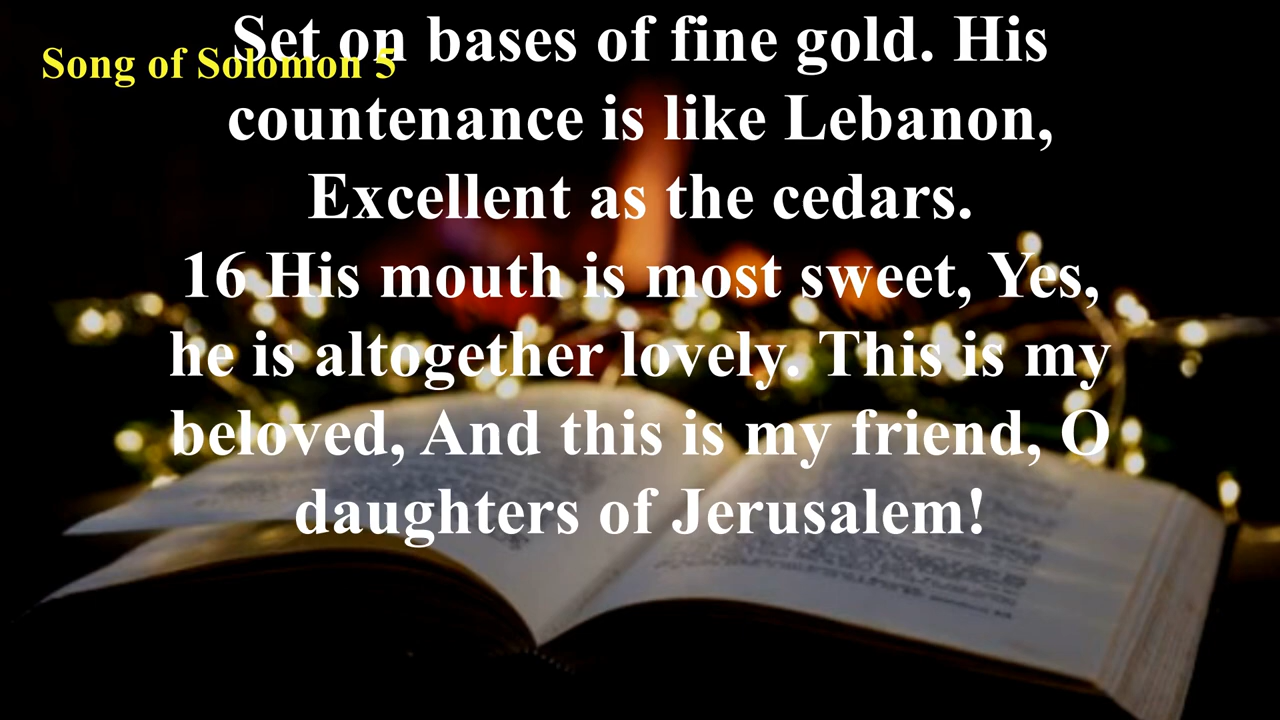 Song of Solomon 5
Set on bases of fine gold. His
countenance is like Lebanon,
Excellent as the cedars.
16 His mouth is most sweet, Yes,
he is altogether lovely. This is my
beloved, And this is my friend, O
daughters of Jerusalem!